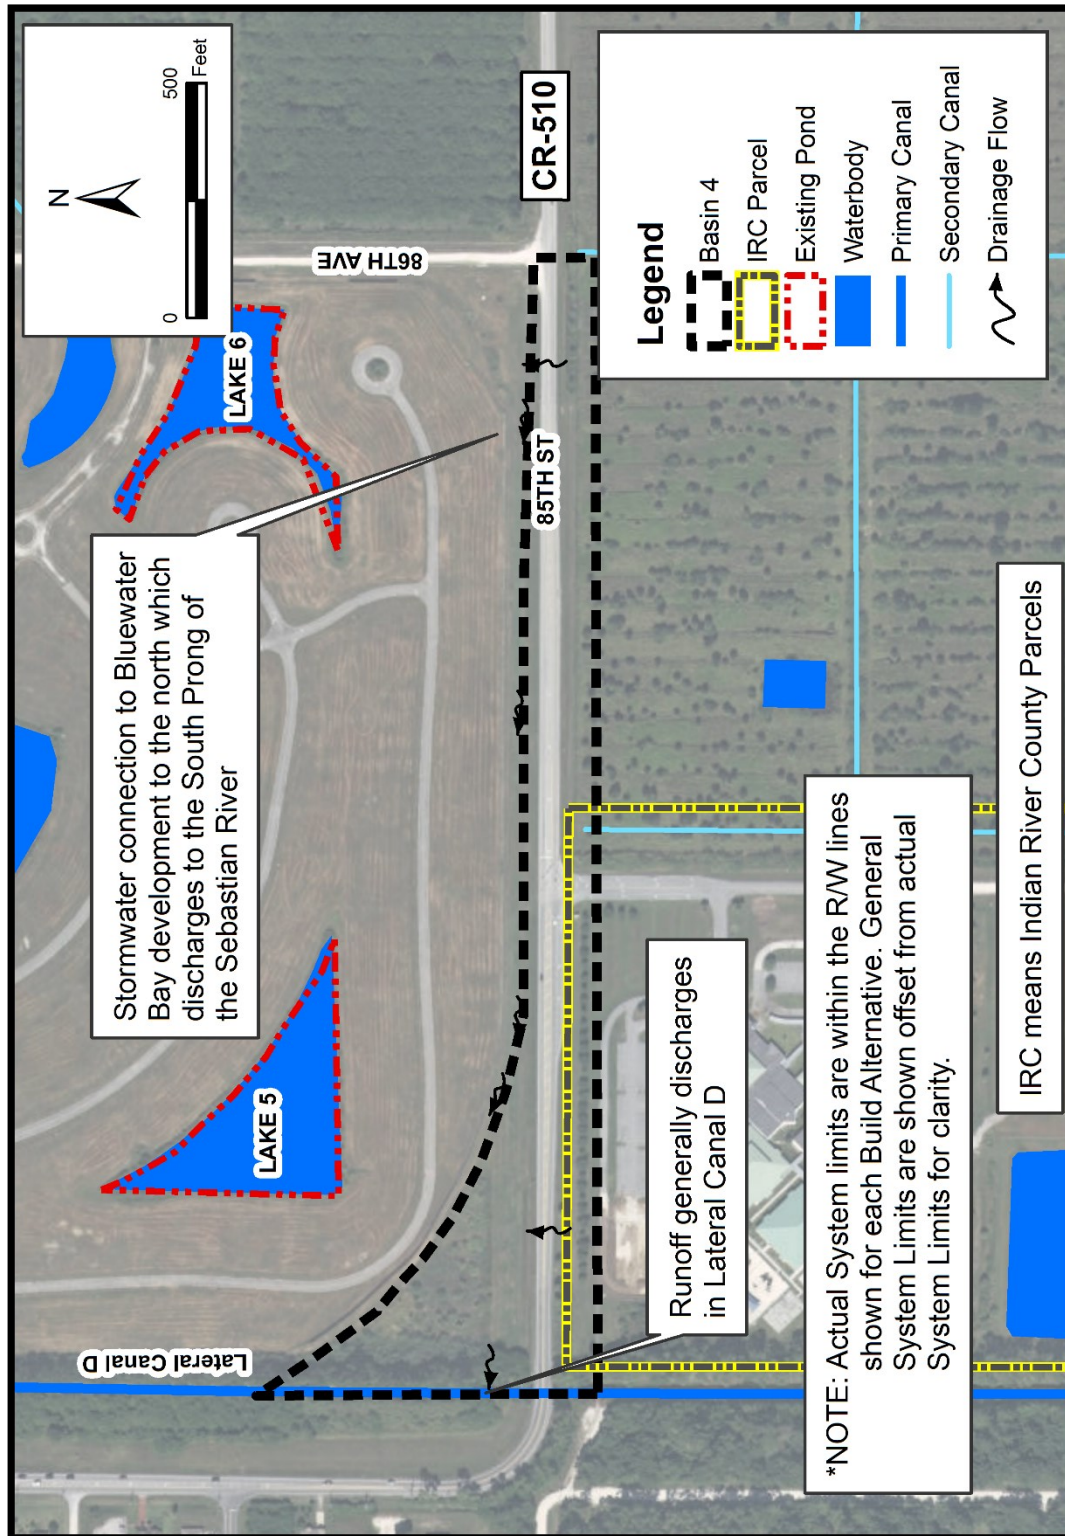 N
0
500
Feet
CR-510
86TH AVE
LAKE 6
Stormwater connection to Bluewater
Bay development to the north which
discharges to the South Prong of
the Sebastian River
85TH ST
LAKE 5
Lateral Canal D
Runoff generally discharges
in Lateral Canal D
Legend
Basin 4
IRC Parcel
Existing Pond
Waterbody
Primary Canal
Secondary Canal
Drainage Flow
*NOTE: Actual System limits are within the R/W lines
shown for each Build Alternative. General
System Limits are shown offset from actual
System Limits for clarity.
IRC means Indian River County Parcels